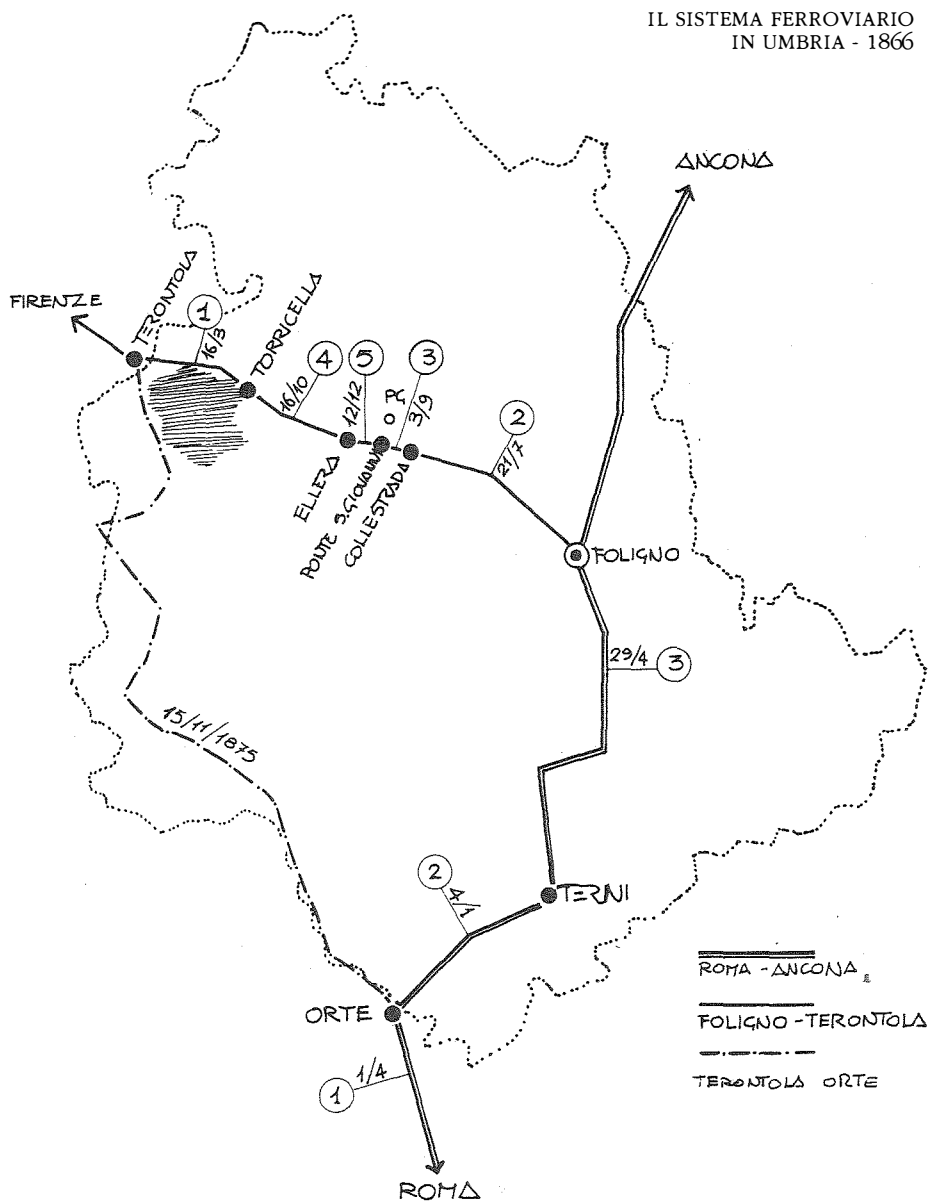 IL SISTEMA FERROVIARIO
IN UMBRIA - 1866
ANCONA
FIRENZE
TERONTOLA
1
16/3
TORRICELLA
4
16/10
5
12/12
3
3/9
PG
2
21/7
ELLERA
PONTE S.GIOVANNI
COLLESTRADA
FOLIGNO
29/4
3
15/11/1875
2
4/1
TERNI
ORTE
1
1/4
ROMA
ROMA - ANCONA
FOLIGNO - TERONTOLA
TERONTOLA ORTE